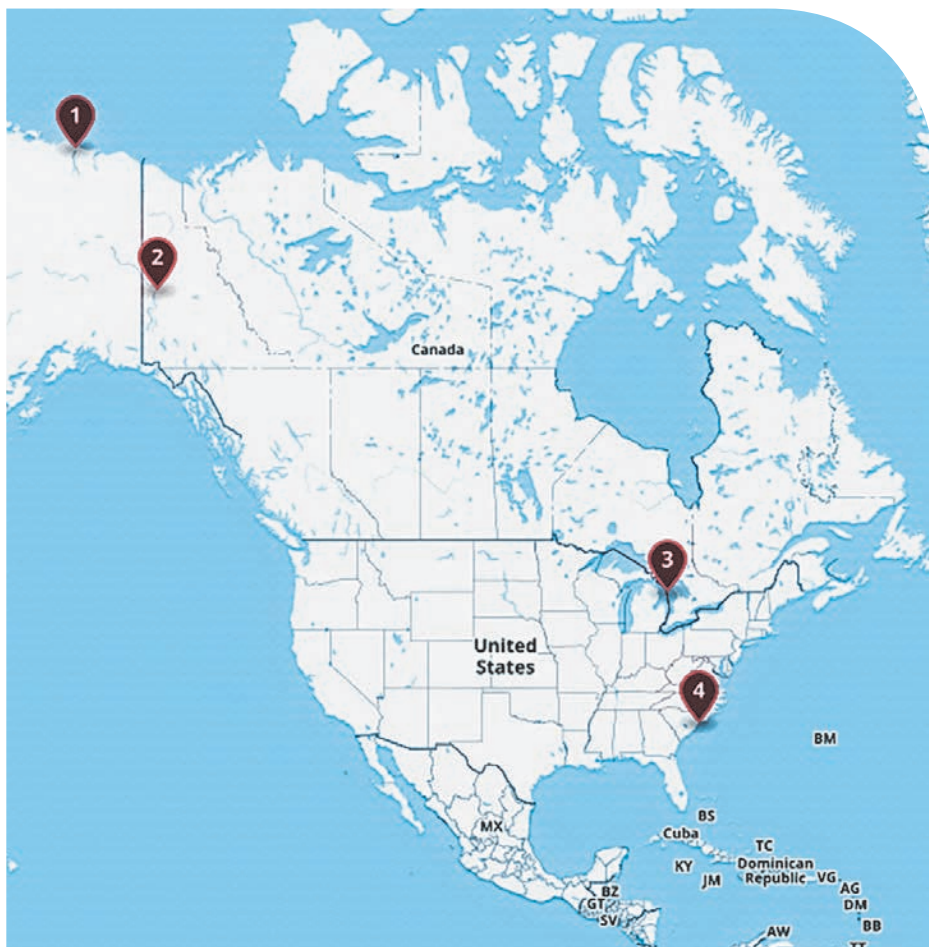 1
2
Canada
3
United
States
4
BM
MX
BS
Cuba
TC
KY
Dominican
Republic
JM
VG
AG
BZ
DM
GT
SV
BB
AW